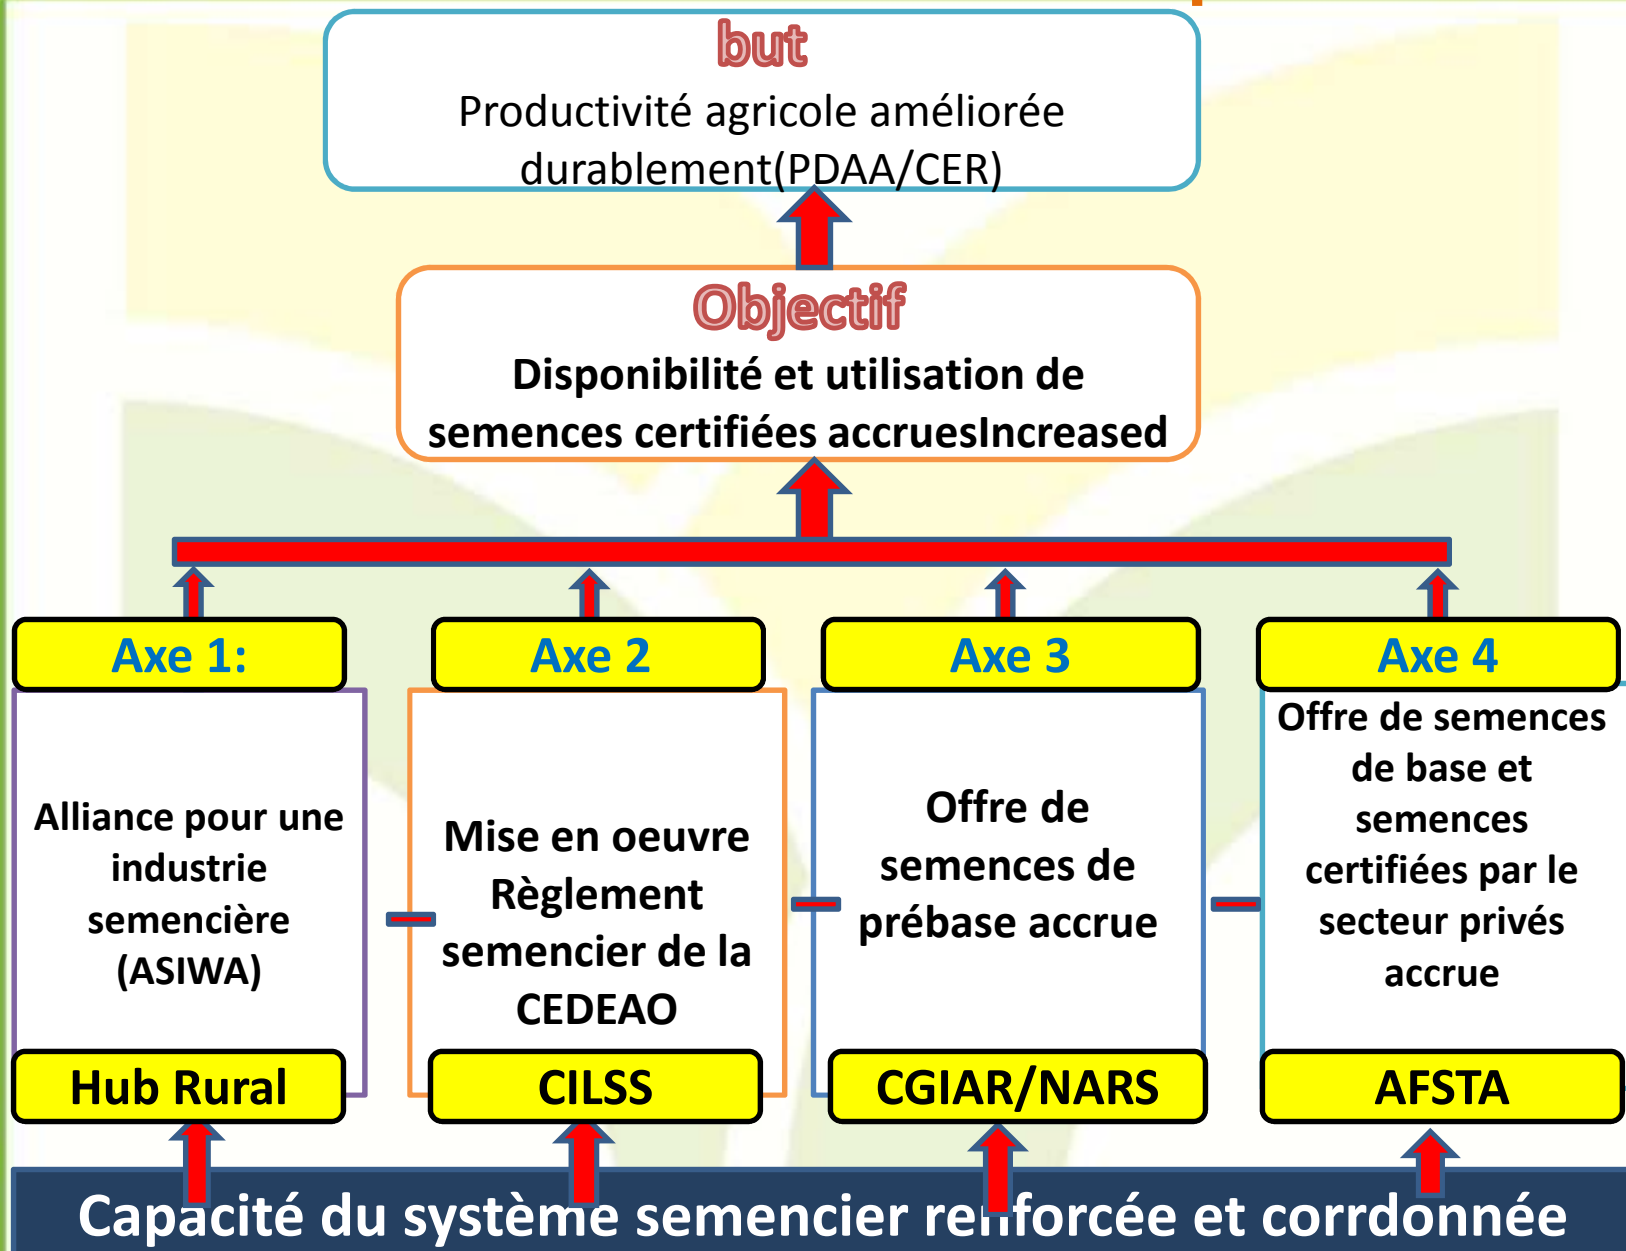 but
Productivité agricole améliorée
durablement(PDAA/CER)
Objectif
Disponibilité et utilisation de
semences certifiées accruesIncreased
Axe 1:
Axe 2
Axe 3
Axe 4
Alliance pour une
industrie
semencière
(ASIWA)
Mise en oeuvre
Règlement
semencier de la
CEDEAO
Offre de
semences de
prébase accrue
Offre de semences
de base et
semences
certifiées par le
secteur privés
accrue
Hub Rural
CILSS
CGIAR/NARS
AFSTA
Capacité du système semencier renforcée et corrdonnée